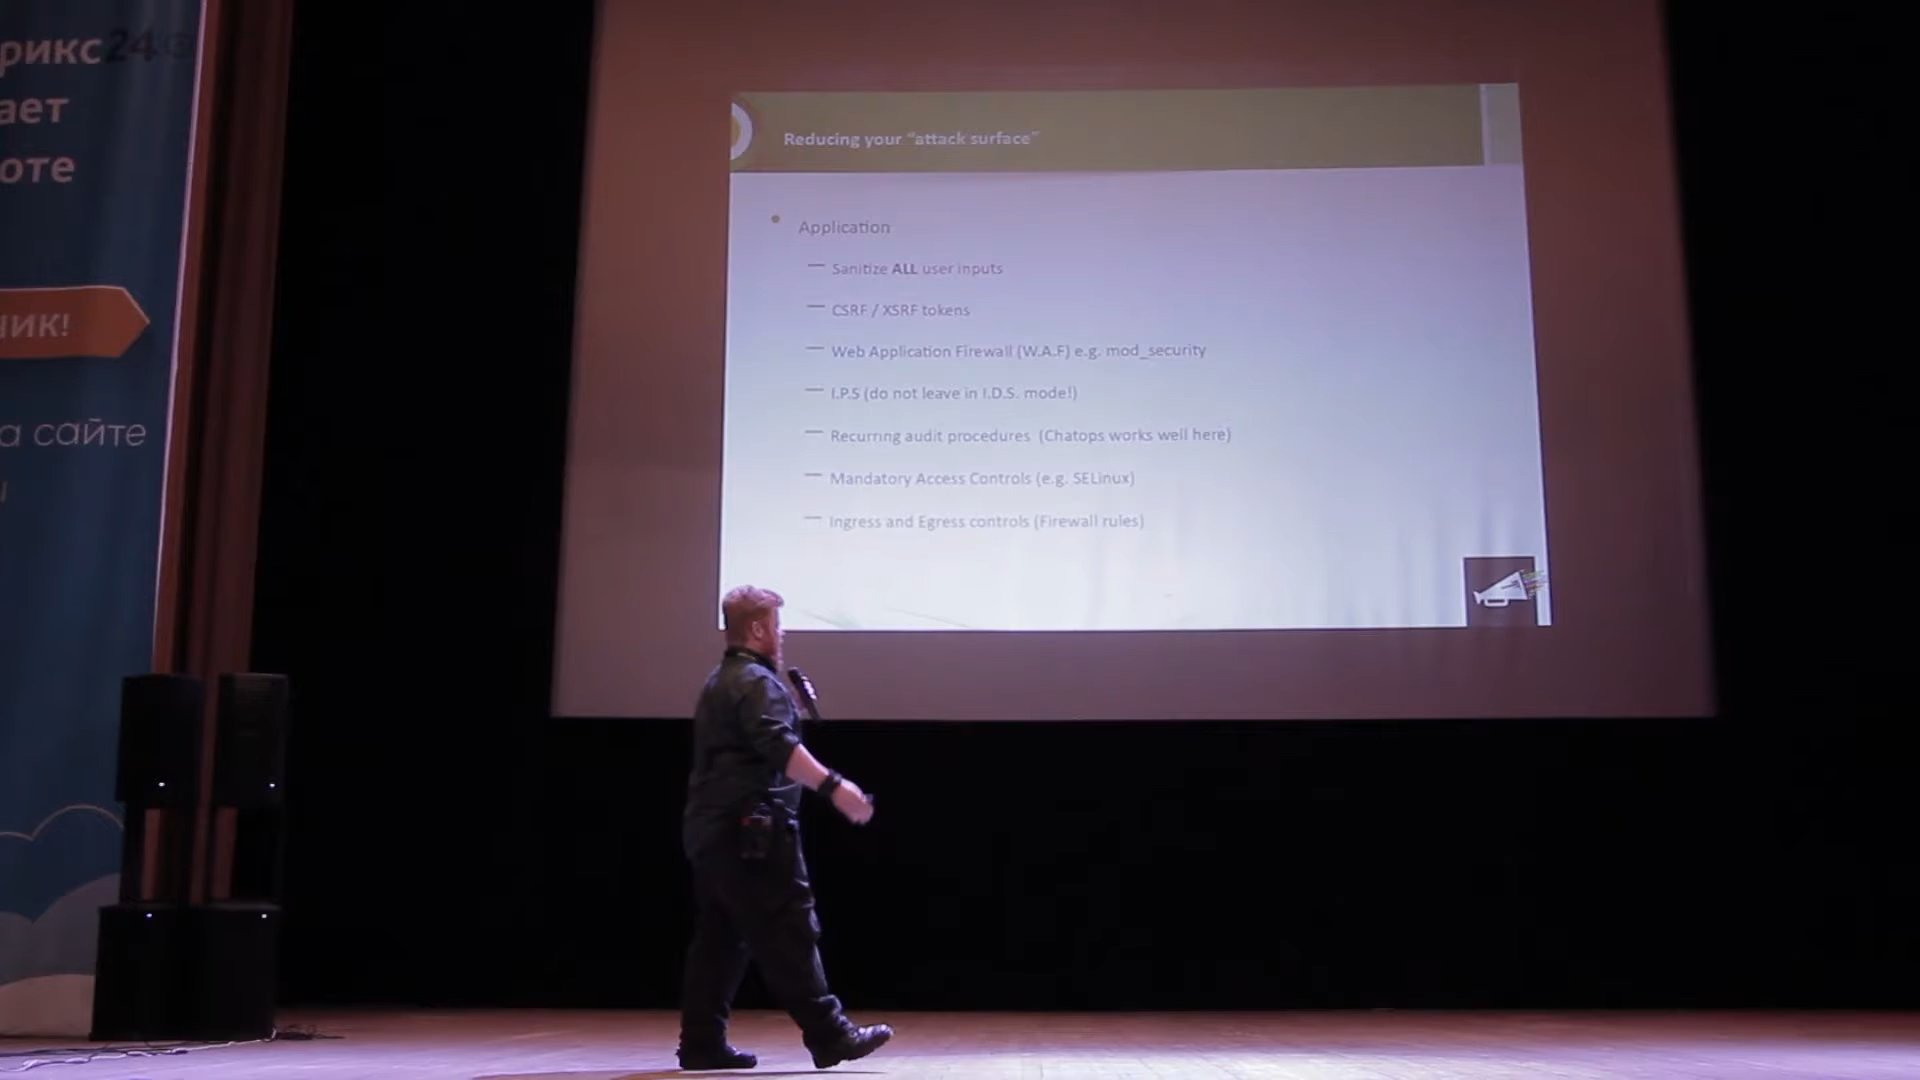 рикс24
ает
оте
ник!
а сайте
Reducing your “attack surface”
Application
Sanitize ALL user inputs
CSRF / XSRF tokens
Web Application Firewall (W.A.F) e.g. mod_security
I.P.S (do not leave in I.D.S. mode!)
Recurring audit procedures (Chatops works well here)
Mandatory Access Controls (e.g. SELinux)
Ingress and Egress controls (Firewall rules)